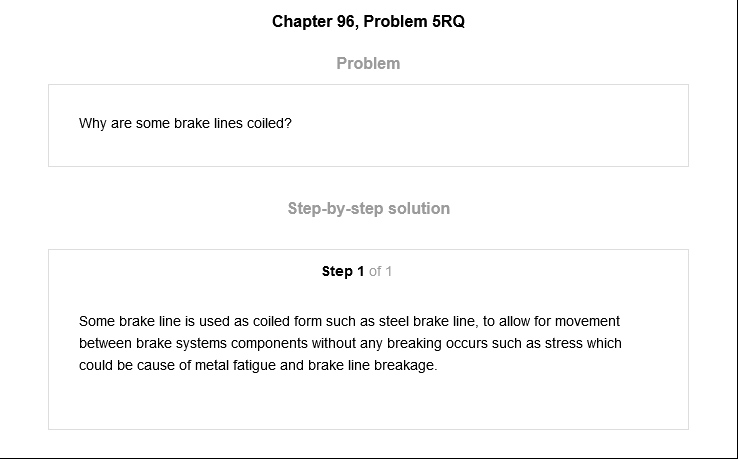 Chapter 96, Problem 5RQ
Problem
Why are some brake lines coiled?
Step-by-step solution
Step 1 of 1
Some brake line is used as coiled form such as steel brake line, to allow for movement
between brake systems components without any breaking occurs such as stress which
could be cause of metal fatigue and brake line breakage.